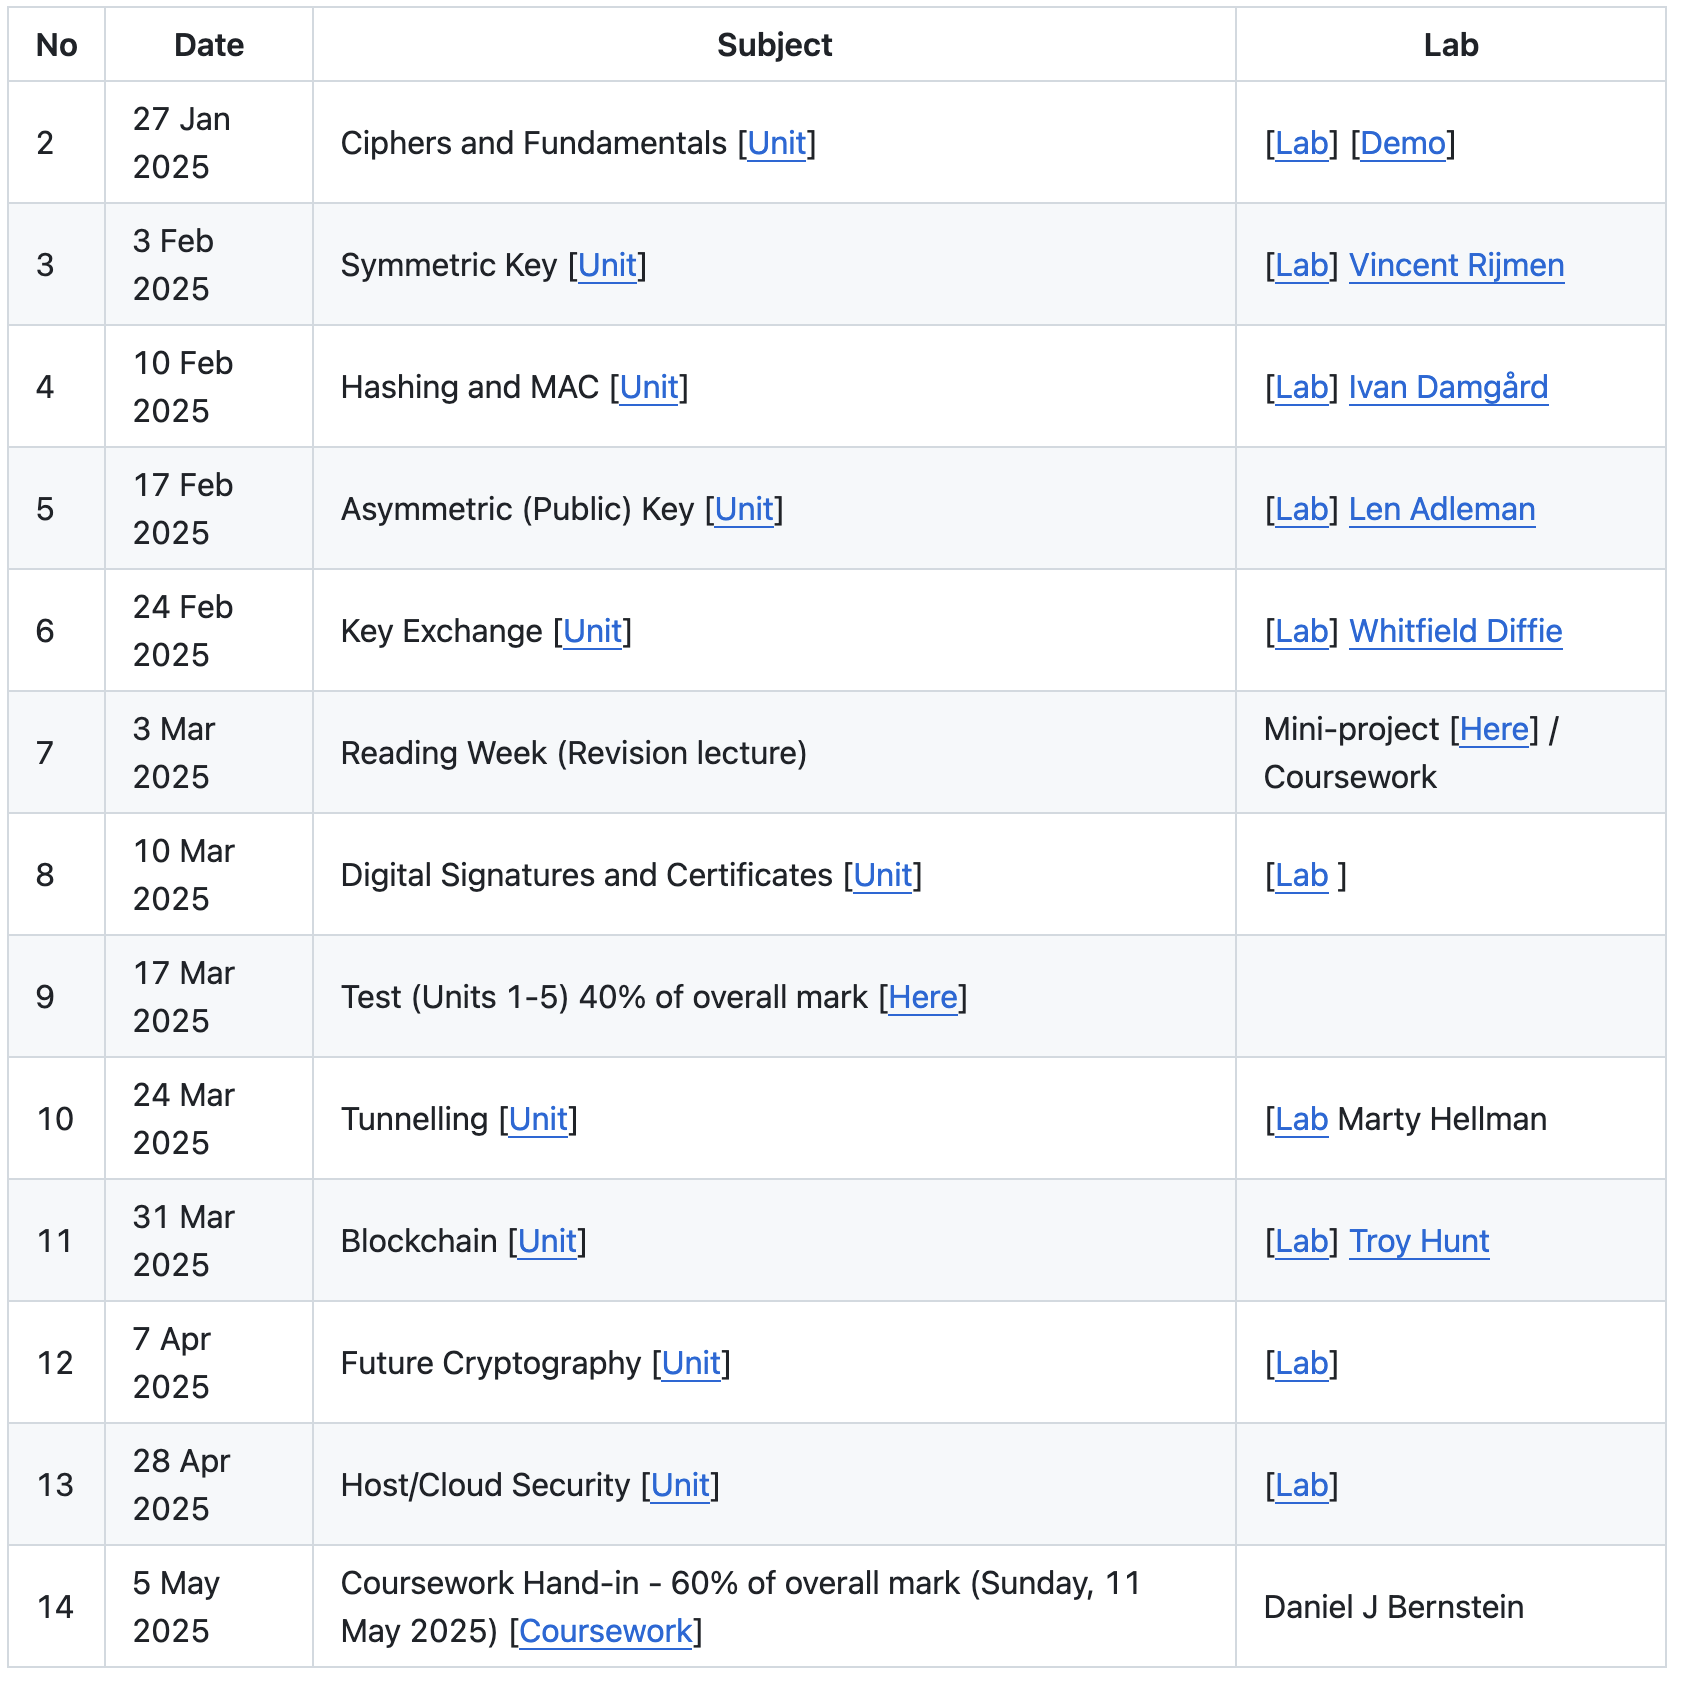 No Date Subject Lab
2 27 Jan 2025 Ciphers and Fundamentals [Unit] [Lab] [Demo]
3 3 Feb 2025 Symmetric Key [Unit] [Lab] Vincent Rijmen
4 10 Feb 2025 Hashing and MAC [Unit] [Lab] Ivan Damgård
5 17 Feb 2025 Asymmetric (Public) Key [Unit] [Lab] Len Adleman
6 24 Feb 2025 Key Exchange [Unit] [Lab] Whitfield Diffie
7 3 Mar 2025 Reading Week (Revision lecture) Mini-project [Here] / Coursework
8 10 Mar 2025 Digital Signatures and Certificates [Unit] [Lab ]
9 17 Mar 2025 Test (Units 1-5) 40% of overall mark [Here]
10 24 Mar 2025 Tunnelling [Unit] [Lab Marty Hellman
11 31 Mar 2025 Blockchain [Unit] [Lab] Troy Hunt
12 7 Apr 2025 Future Cryptography [Unit] [Lab]
13 28 Apr 2025 Host/Cloud Security [Unit] [Lab]
14 5 May 2025 Coursework Hand-in - 60% of overall mark (Sunday, 11 May 2025) [Coursework] Daniel J Bernstein